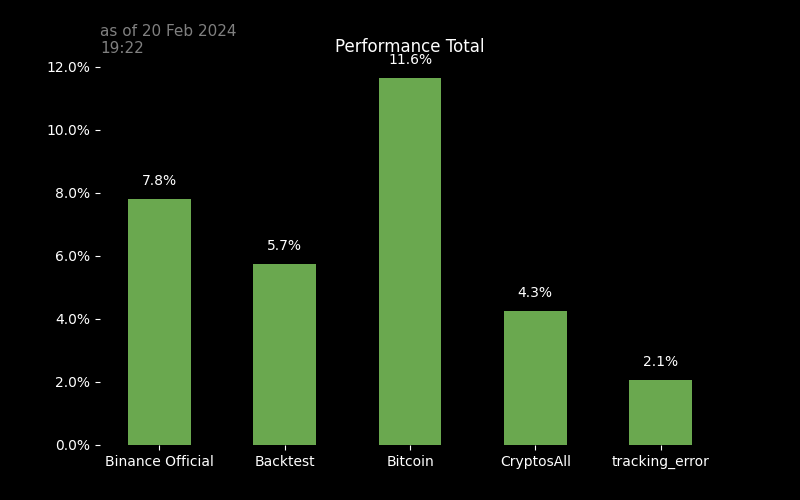 as of 20 Feb 2024
19:22
Performance Total
12.0%
10.0%
8.0%
6.0%
4.0%
2.0%
0.0%
7.8%
5.7%
11.6%
4.3%
2.1%
Binance Official
Backtest
Bitcoin
CryptosAll
tracking_error